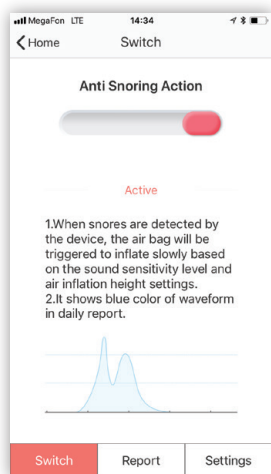 MegaFon LTE 14:34
Home Switch
Anti Snoring Action
Active
1.When snores are detected by
the device, the air bag will be
triggered to inflate slowly based
on the sound sensitivity level and
air inflation height settings.
2.It shows blue color of waveform
in daily report.
Switch Report Settings